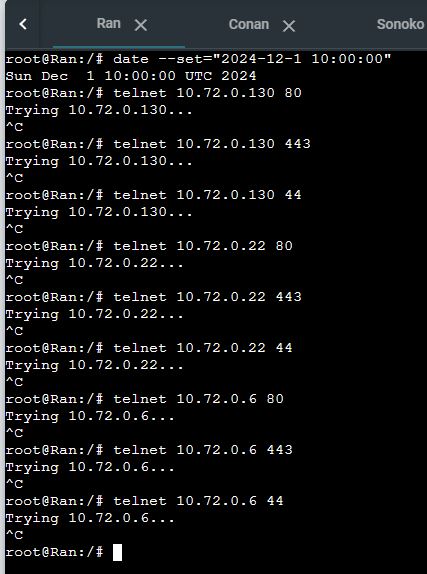 Ran
Conan
Sonoko
root@Ran:/# date --set="2024-12-1 10:00:00"
Sun Dec  1 10:00:00 UTC 2024
root@Ran:/# telnet 10.72.0.130 80
Trying 10.72.0.130...
^C
root@Ran:/# telnet 10.72.0.130 443
Trying 10.72.0.130...
^C
root@Ran:/# telnet 10.72.0.130 44
Trying 10.72.0.130...
^C
root@Ran:/# telnet 10.72.0.22 80
Trying 10.72.0.22...
^C
root@Ran:/# telnet 10.72.0.22 443
Trying 10.72.0.22...
^C
root@Ran:/# telnet 10.72.0.22 44
Trying 10.72.0.22...
^C
root@Ran:/# telnet 10.72.0.6 80
Trying 10.72.0.6...
^C
root@Ran:/# telnet 10.72.0.6 443
Trying 10.72.0.6...
^C
root@Ran:/# telnet 10.72.0.6 44
Trying 10.72.0.6...
^C
root@Ran:/#